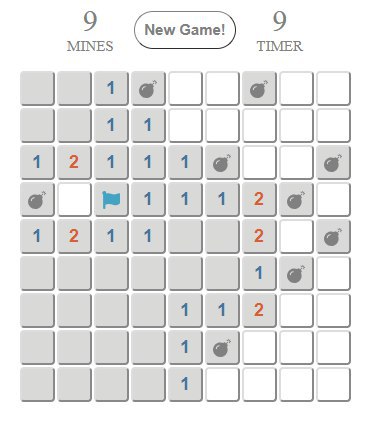 9 New Game! 9
MINES TIMER
1
1 1
1 2 1 1 1
1 1 1 2
1 2 1 1 2
1
1 1 2
1
1